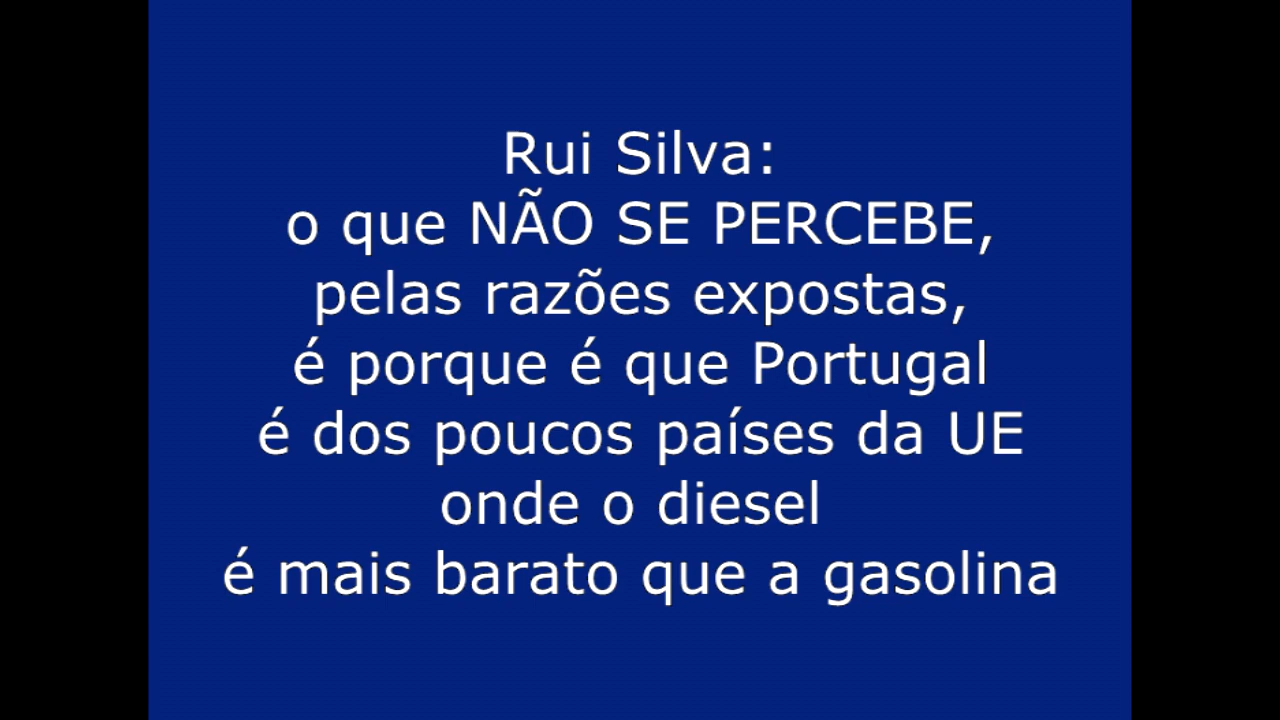 Rui Silva:
o que NÃO SE PERCEBE,
pelas razões expostas,
é porque é que Portugal
é dos poucos países da UE
onde o diesel
é mais barato que a gasolina